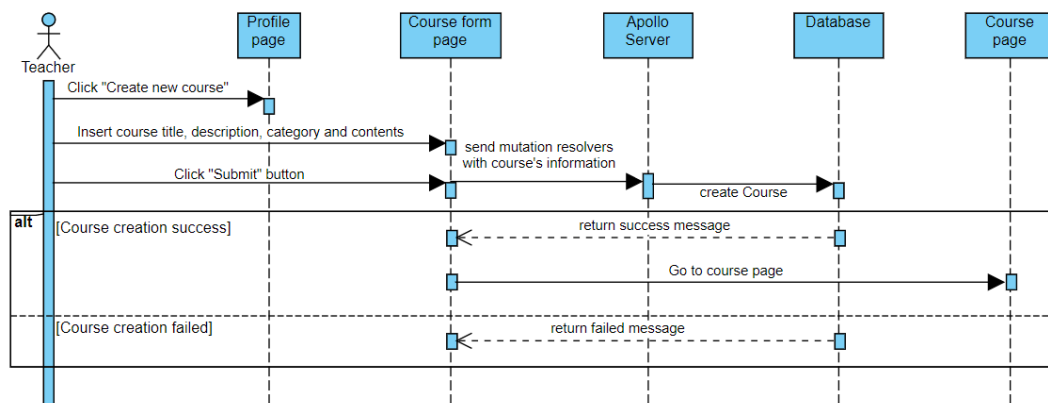 Profile
page
Course form
page
Apollo
Server
Database
Course
page
Teacher
Click "Create new course"
Insert course title, description, category and contents
send mutation resolvers
with course's information
Click "Submit" button
create Course
alt
[Course creation success]
return success message
Go to course page
[Course creation failed]
return failed message